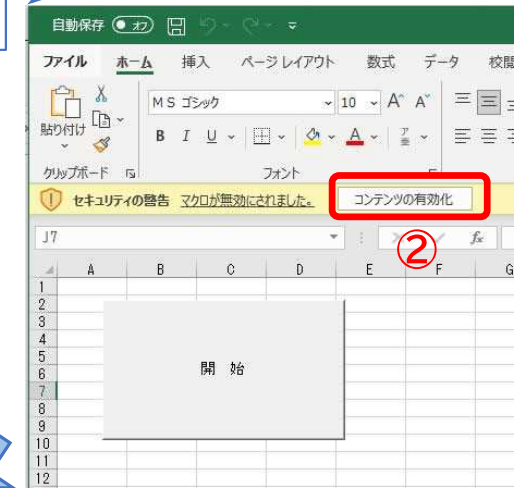 自動保存 オフ
ファイル ホーム 挿入 ページ レイアウト 数式 データ 校閲
貼り付け
ＭＳ ゴシック 10 A^ Aˇ
B I U A
クリップボード フォント
セキュリティの警告 マクロが無効にされました。 コンテンツの有効化
②
J7 fx
A B C D E F G
1
2
3
4
5
6
7
8
9
10
11
12
開 始